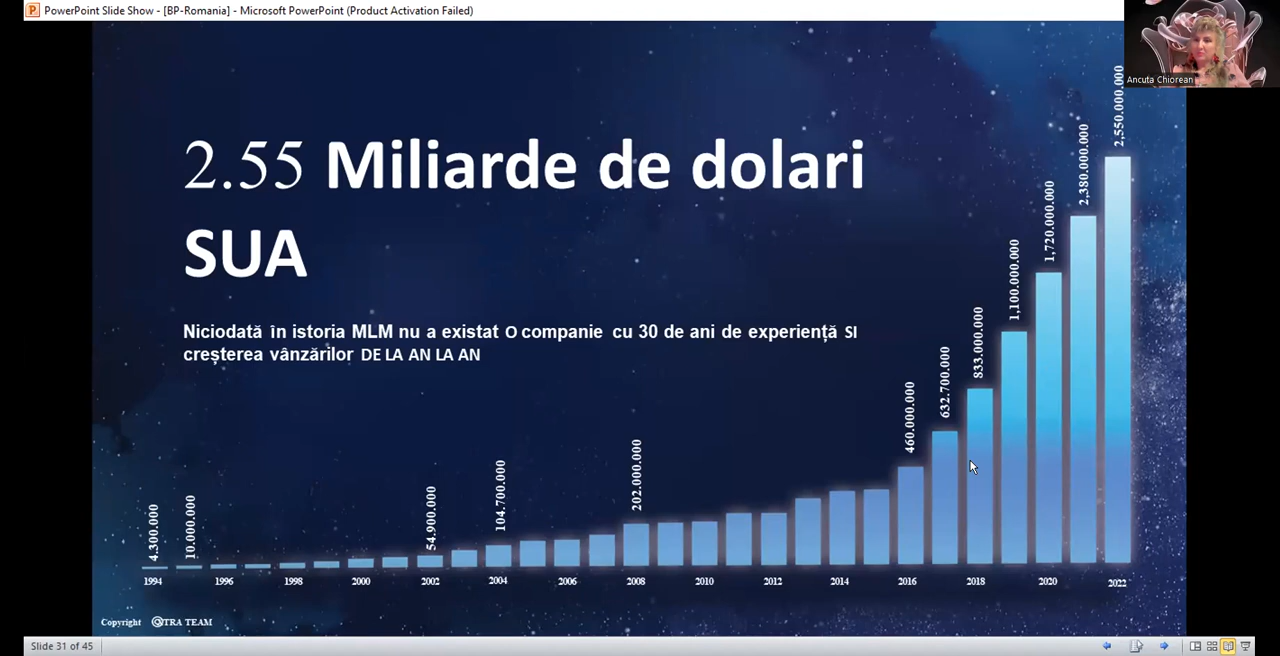 PowerPoint Slide Show - [BP-Romania] - Microsoft PowerPoint (Product Activation Failed)
Ancuta Chiorean
2.55 Miliarde de dolari
SUA
Niciodată în istoria MLM nu a existat O companie cu 30 de ani de experiență SI
creșterea vânzărilor DE LA AN LA AN
4.300.000
10.000.000
54.900.000
104.700.000
202.000.000
460.000.000
632.700.000
833.000.000
1,100.000.000
1,720.000.000
2,380.000.000
2,550.000.000
1994 1996 1998 2000 2002 2004 2006 2008 2010 2012 2014 2016 2018 2020 2022
Copyright ©TRA TEAM
Slide 31 of 45